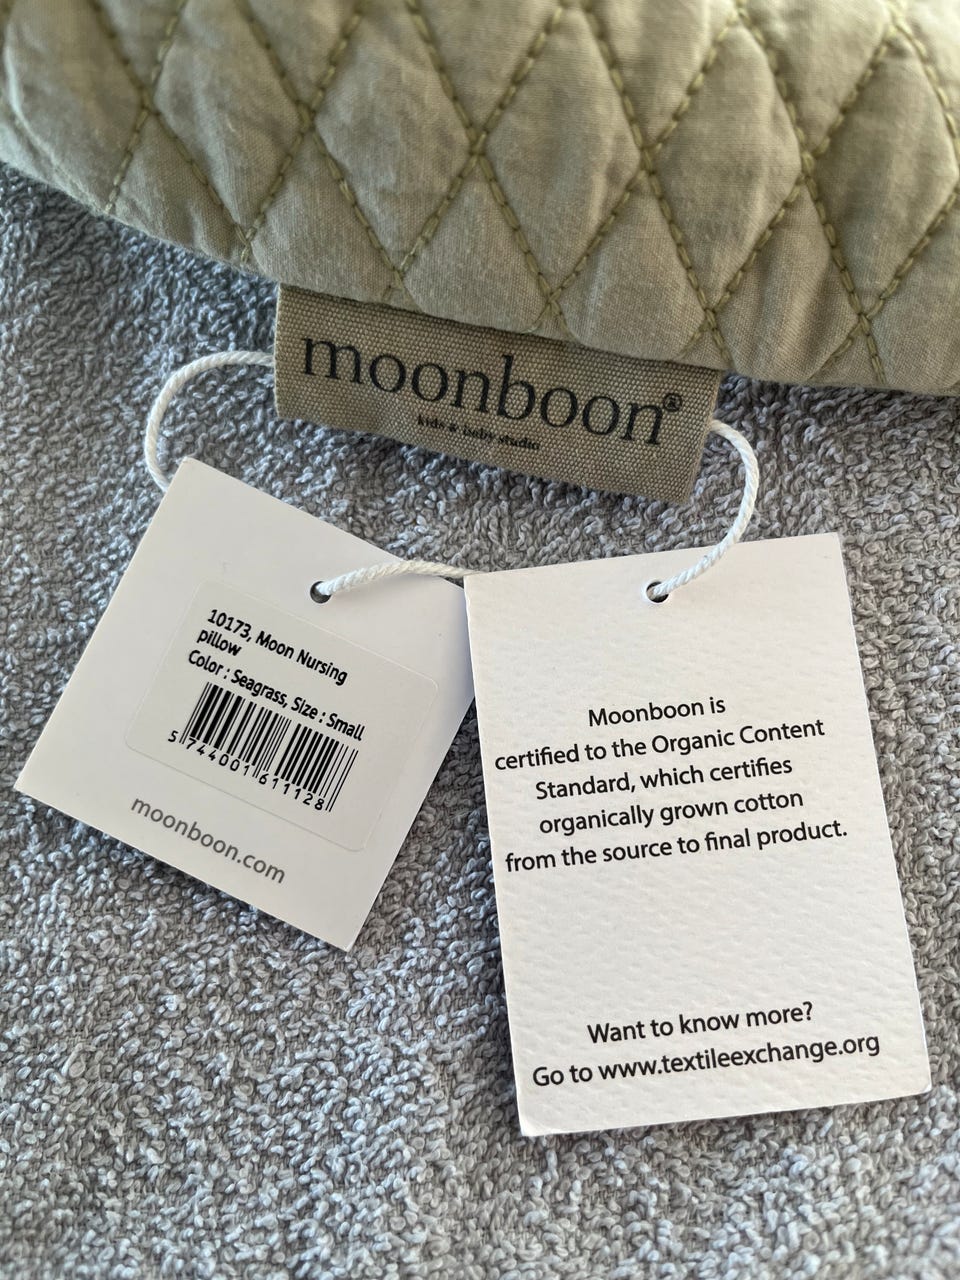 moonboon®
kids & baby studio
10173, Moon Nursing
pillow
Color : Seagrass, Size : Small
5 744001 611128
moonboon.com
Moonboon is
certified to the Organic Content
Standard, which certifies
organically grown cotton
from the source to final product.
Want to know more?
Go to www.textileexchange.org